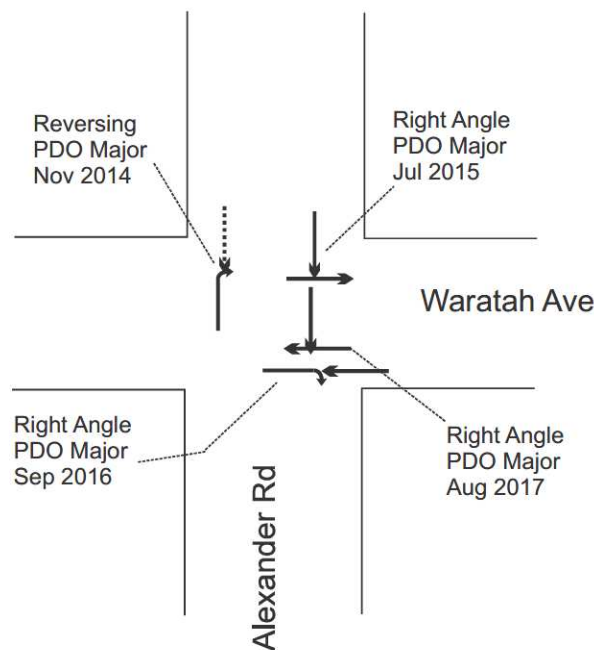 Reversing
PDO Major
Nov 2014
Right Angle
PDO Major
Jul 2015
Waratah Ave
Right Angle
PDO Major
Sep 2016
Right Angle
PDO Major
Aug 2017
Alexander Rd